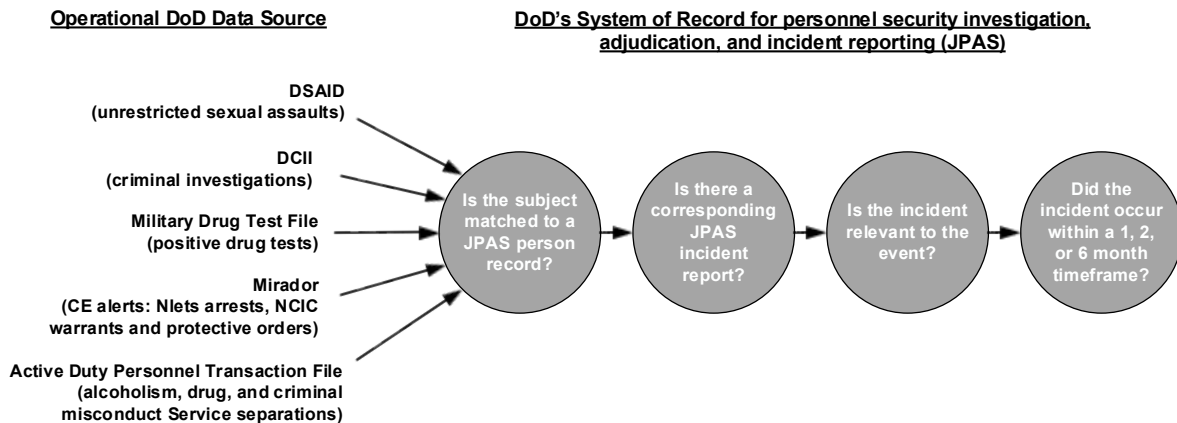 Operational DoD Data Source
DoD's System of Record for personnel security investigation,
adjudication, and incident reporting (JPAS)
DSAID
(unrestricted sexual assaults)
DCII
(criminal investigations)
Military Drug Test File
(positive drug tests)
Mirador
(CE alerts: Nlets arrests, NCIC
warrants and protective orders)
Active Duty Personnel Transaction File
(alcoholism, drug, and criminal
misconduct Service separations)
Is the subject
matched to a
JPAS person
record?
Is there a
corresponding
JPAS
incident
report?
Is the incident
relevant to the
event?
Did the
incident occur
within a 1, 2,
or 6 month
timeframe?